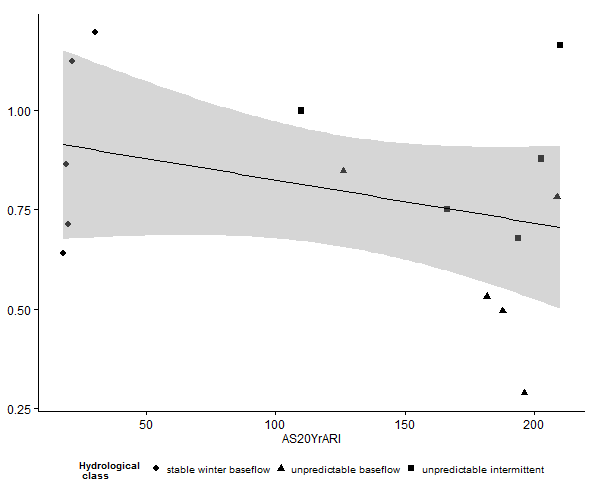 1.00
0.75
0.50
0.25
50
100
150
200
AS20YrARI
Hydrological
class
stable winter baseflow
unpredictable baseflow
unpredictable intermittent